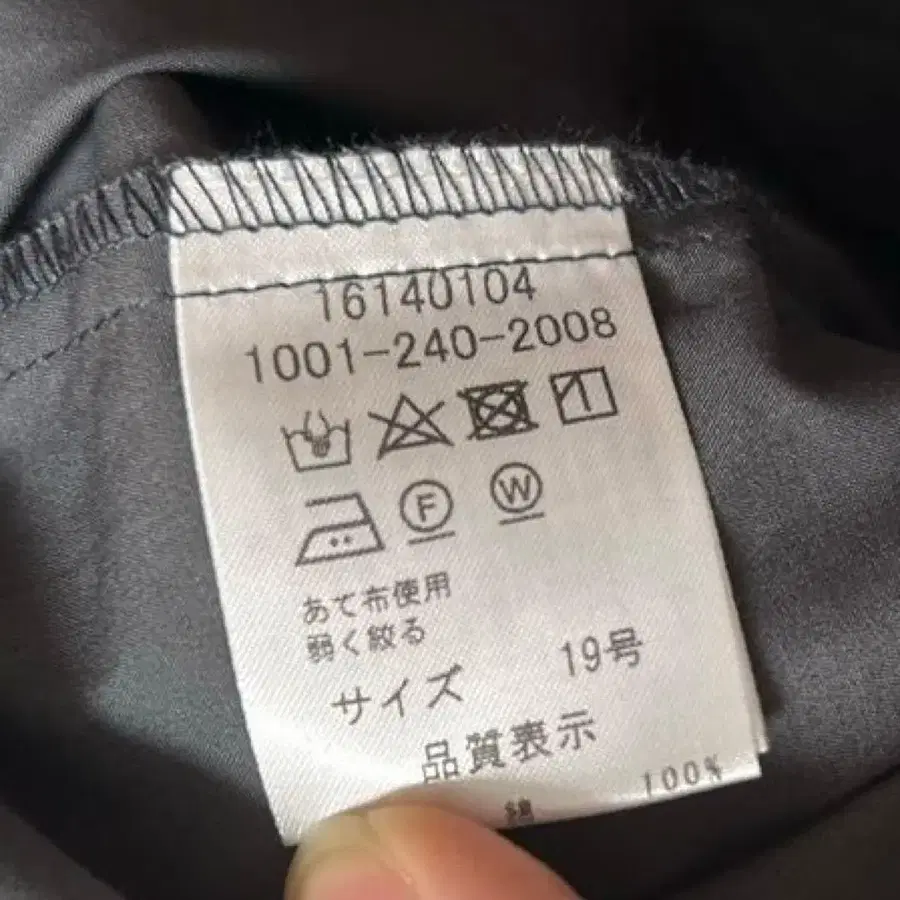 16140104
1001-240-2008
F W
あて布使用
弱く絞る
サイズ 19号
品質表示
綿 100%